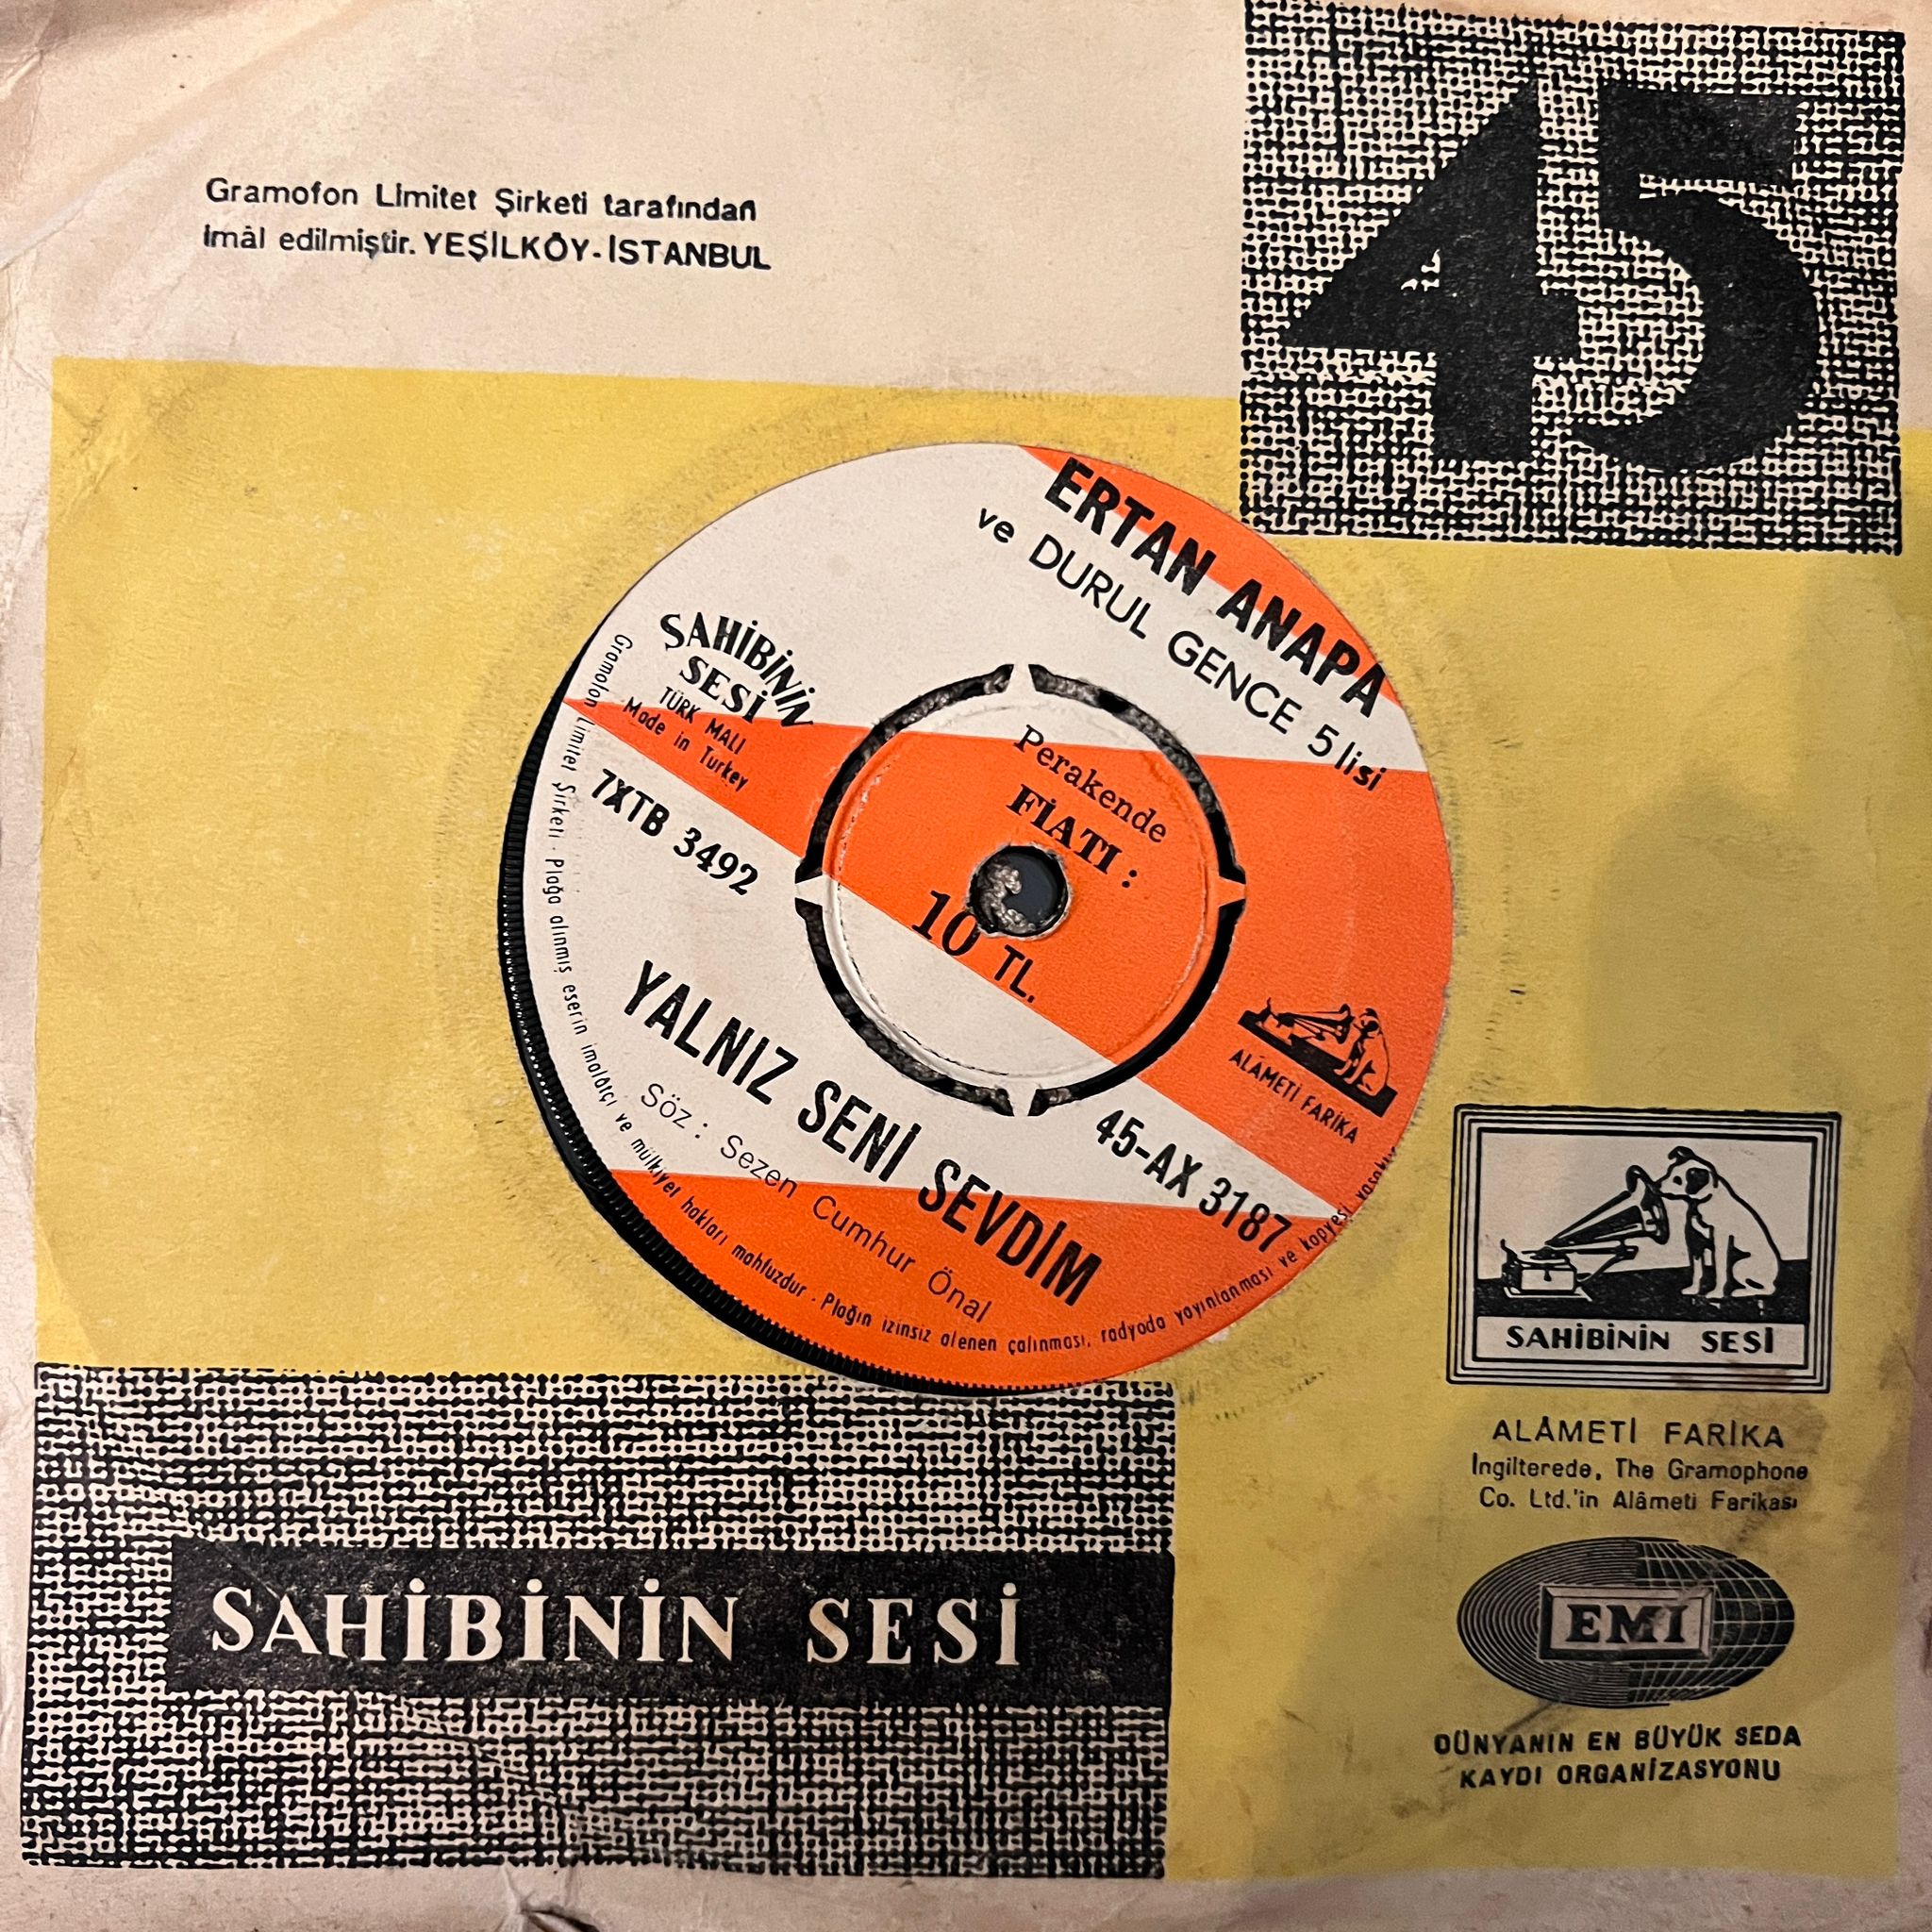 Gramofon Limitet Şirketi tarafından
imâl edilmiştir. YEŞİLKÖY-İSTANBUL
45
ERTAN ANAPA
ve DURUL GENCE 5 lisi
ŞAHİBİNİN
SESİ
TÜRK MALI
Made in Turkey
7XTB 3492
Perakende
FİATI:
10 TL.
ALÂMETİ FARİKA
45-AX 3187
YALNIZ SENİ SEVDİM
Söz: Sezen Cumhur Önal
Gramofon Limitet Şirketi · Plağa alınmış eserin imalâtçı ve mülkiyet hakları mahfuzdur · Plağın izinsiz alenen çalınması, radyoda yayınlanması ve kopyesi yasaktır
SAHİBİNİN SESİ
ALÂMETİ FARİKA
İngilterede, The Gramophone
Co. Ltd.'in Alâmeti Farikası
EMI
DÜNYANIN EN BÜYÜK SEDA
KAYDI ORGANİZASYONU
SAHİBİNİN SESİ